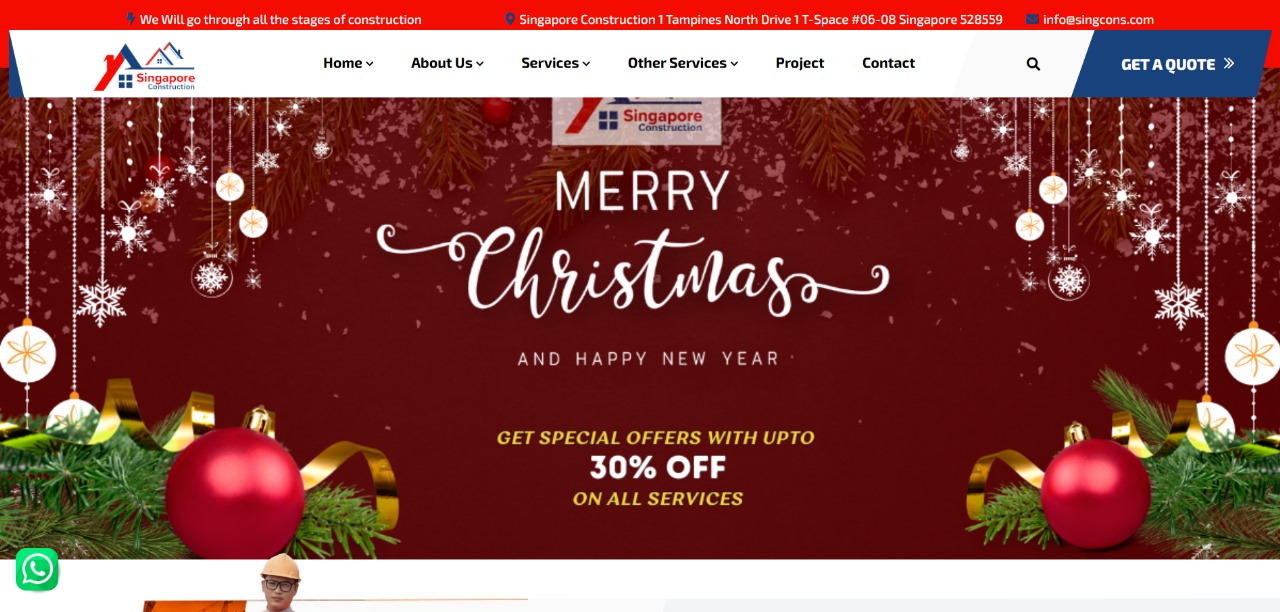 We Will go through all the stages of construction
Singapore Construction 1 Tampines North Drive 1 T-Space #06-08 Singapore 528559
info@singcons.com
Singapore
Construction
Home
About Us
Services
Other Services
Project
Contact
GET A QUOTE
Singapore
Construction
MERRY
Christmas
AND HAPPY NEW YEAR
GET SPECIAL OFFERS WITH UPTO
30% OFF
ON ALL SERVICES